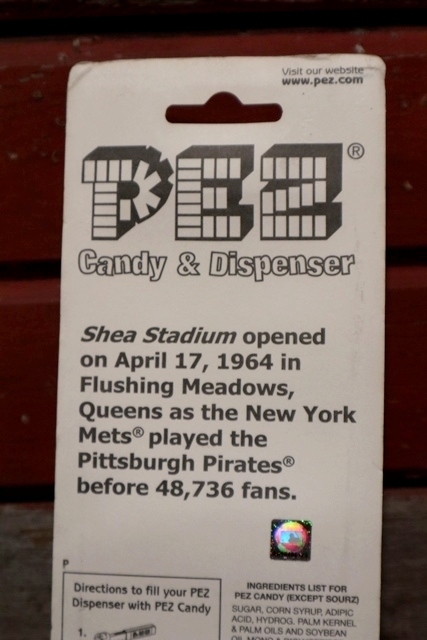 Visit our website
www.pez.com
PEZ®
Candy & Dispenser
Shea Stadium opened
on April 17, 1964 in
Flushing Meadows,
Queens as the New York
Mets® played the
Pittsburgh Pirates®
before 48,736 fans.
P
Directions to fill your PEZ
Dispenser with PEZ Candy
1.
INGREDIENTS LIST FOR
PEZ CANDY (EXCEPT SOURZ)
SUGAR, CORN SYRUP, ADIPIC
ACID, HYDROG. PALM KERNEL
& PALM OILS AND SOYBEAN